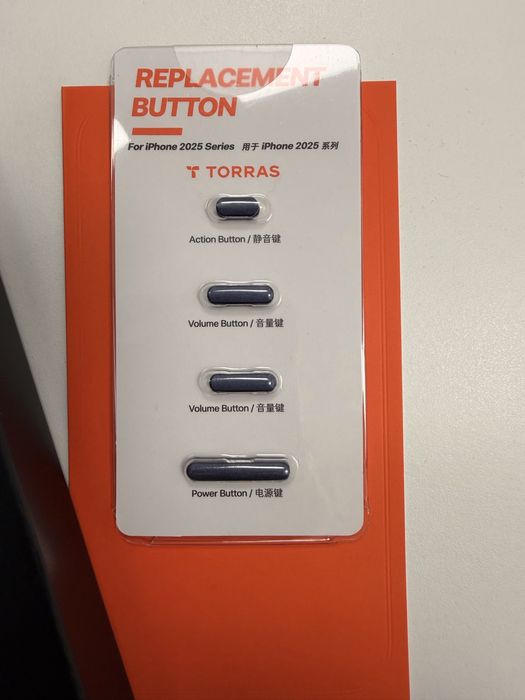 REPLACEMENT
BUTTON
For iPhone 2025 Series 用于 iPhone 2025 系列
TORRAS
Action Button / 静音键
Volume Button / 音量键
Volume Button / 音量键
Power Button / 电源键